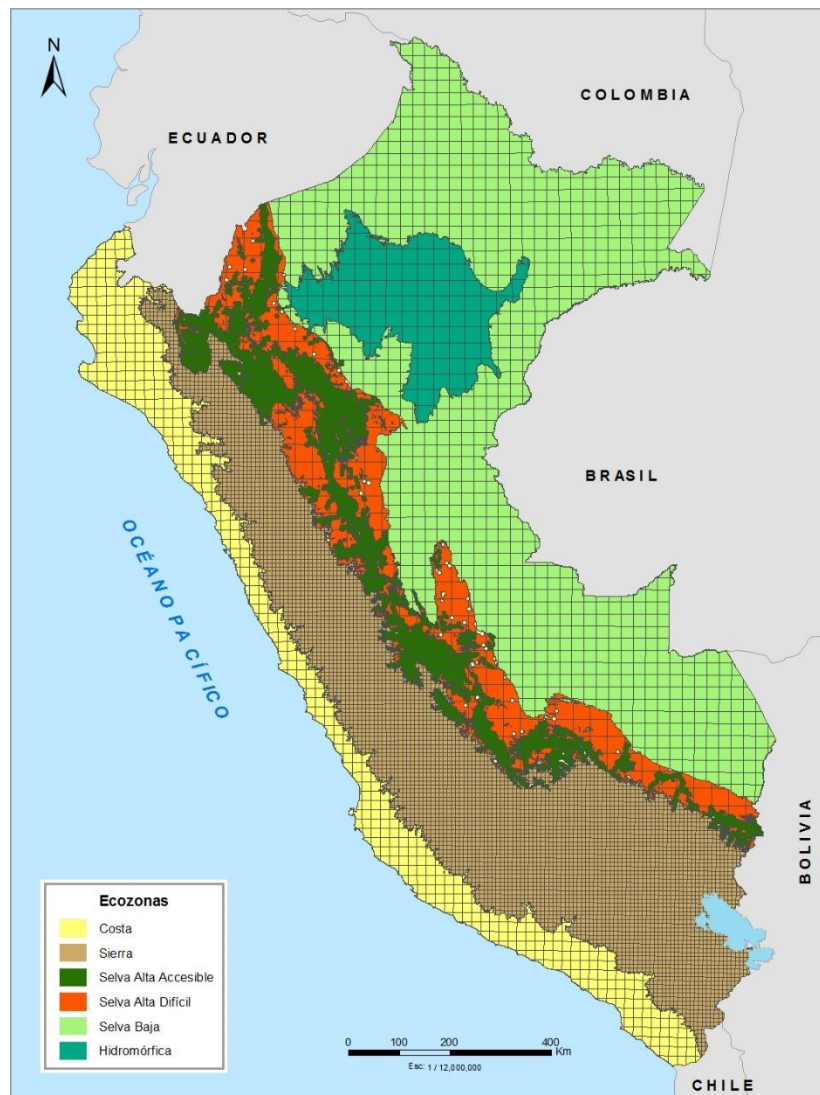 N
COLOMBIA
ECUADOR
BRASIL
OCÉANO PACÍFICO
BOLIVIA
Ecozonas
Costa
Sierra
Selva Alta Accesible
Selva Alta Difícil
Selva Baja
Hidromórfica
0 100 200 400
Km
Esc: 1 / 12,000,000
CHILE